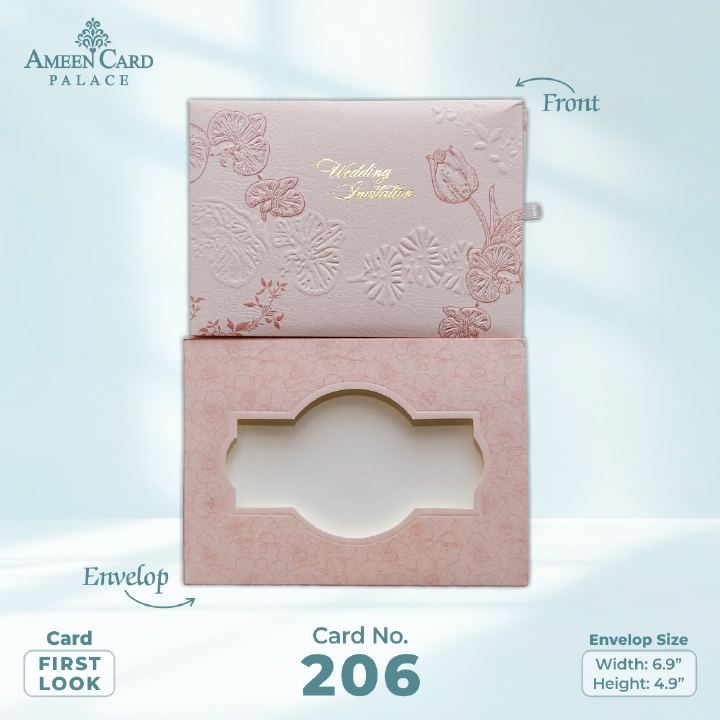 AMEEN CARD
PALACE
Front
Wedding
Invitation
Envelop
Card
FIRST
LOOK
Card No.
206
Envelop Size
Width: 6.9”
Height: 4.9”